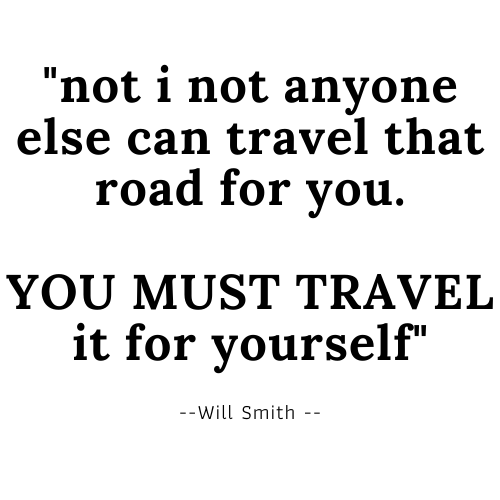 "not i not anyone
else can travel that
road for you.
YOU MUST TRAVEL
it for yourself"
--Will Smith --